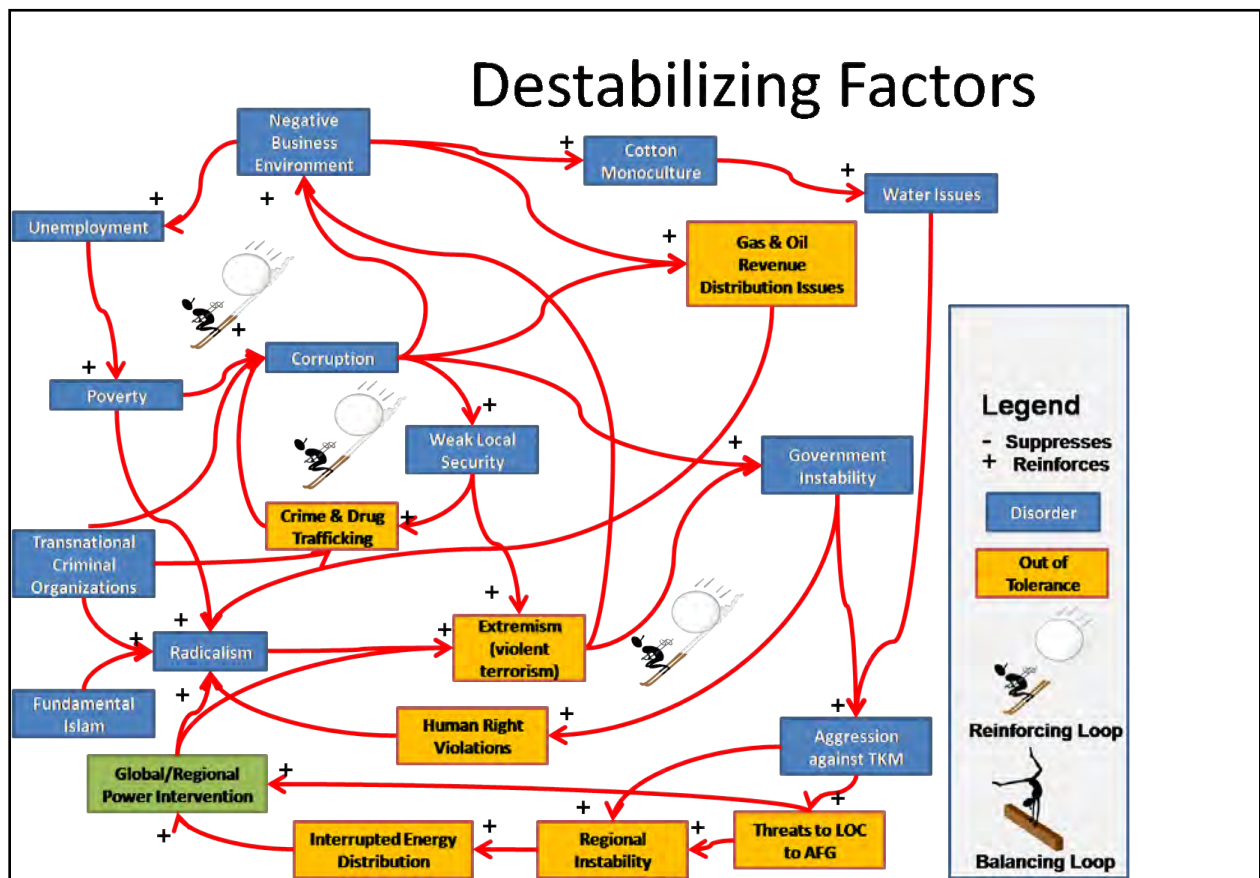 Destabilizing Factors
Negative
Business
Environment
+
Cotton
Monoculture
+
Water Issues
+
Unemployment
+
+
Gas & Oil
Revenue
Distribution Issues
+
Corruption
+
Poverty
+
Weak Local
Security
+
Government
Instability
+
Crime & Drug
Trafficking
+
Transnational
Criminal
Organizations
+
Radicalism
+
+
Extremism
(violent
terrorism)
+
+
Fundamental
Islam
+
Human Right
Violations
+
Aggression
against TKM
+
Global/Regional
Power Intervention
+
+
Interrupted Energy
Distribution
+
Regional
Instability
+
+
Threats to LOC
to AFG
+
Legend
- Suppresses
+ Reinforces
Disorder
Out of
Tolerance
Reinforcing Loop
Balancing Loop